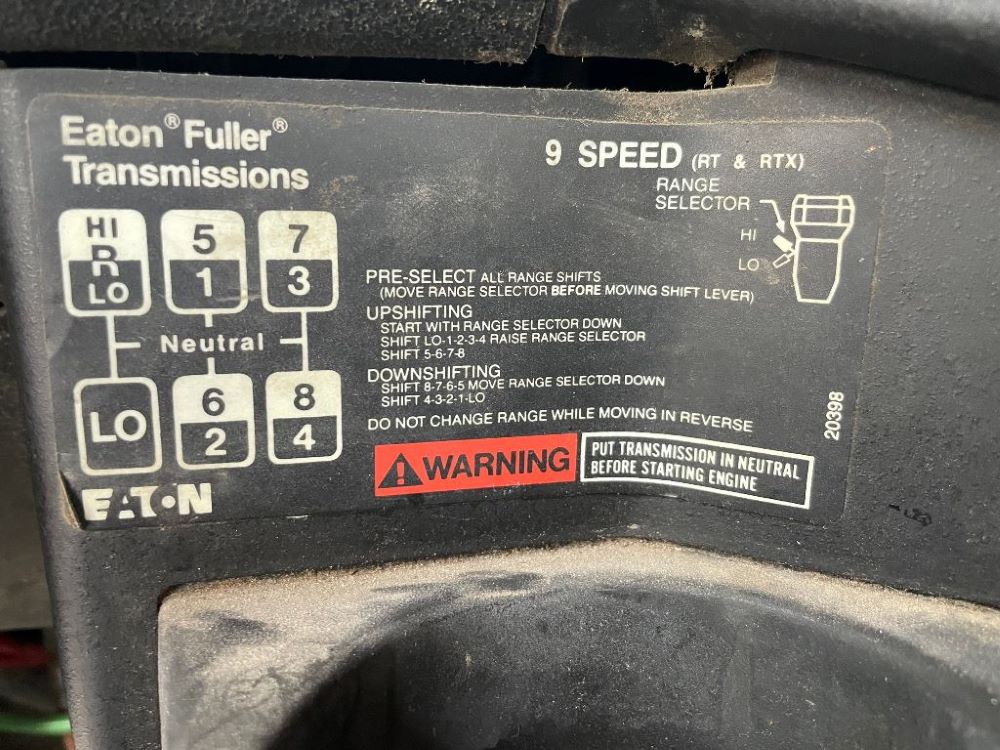 Eaton® Fuller®
Transmissions
9 SPEED (RT & RTX)
RANGE
SELECTOR
HI
LO
HI
R
LO
5
1
7
3
Neutral
LO
6
2
8
4
PRE-SELECT ALL RANGE SHIFTS
(MOVE RANGE SELECTOR BEFORE MOVING SHIFT LEVER)
UPSHIFTING
START WITH RANGE SELECTOR DOWN
SHIFT LO-1-2-3-4 RAISE RANGE SELECTOR
SHIFT 5-6-7-8
DOWNSHIFTING
SHIFT 8-7-6-5 MOVE RANGE SELECTOR DOWN
SHIFT 4-3-2-1-LO
DO NOT CHANGE RANGE WHILE MOVING IN REVERSE
20398
WARNING
PUT TRANSMISSION IN NEUTRAL
BEFORE STARTING ENGINE
EATON